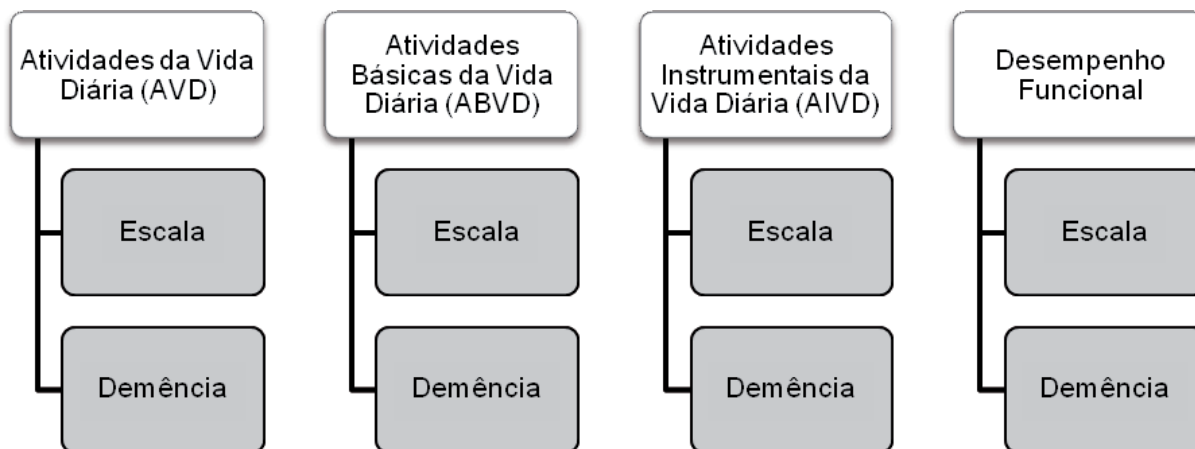 Atividades da Vida
Diária (AVD)
Escala
Demência
Atividades
Básicas da Vida
Diária (ABVD)
Escala
Demência
Atividades
Instrumentais da
Vida Diária (AIVD)
Escala
Demência
Desempenho
Funcional
Escala
Demência